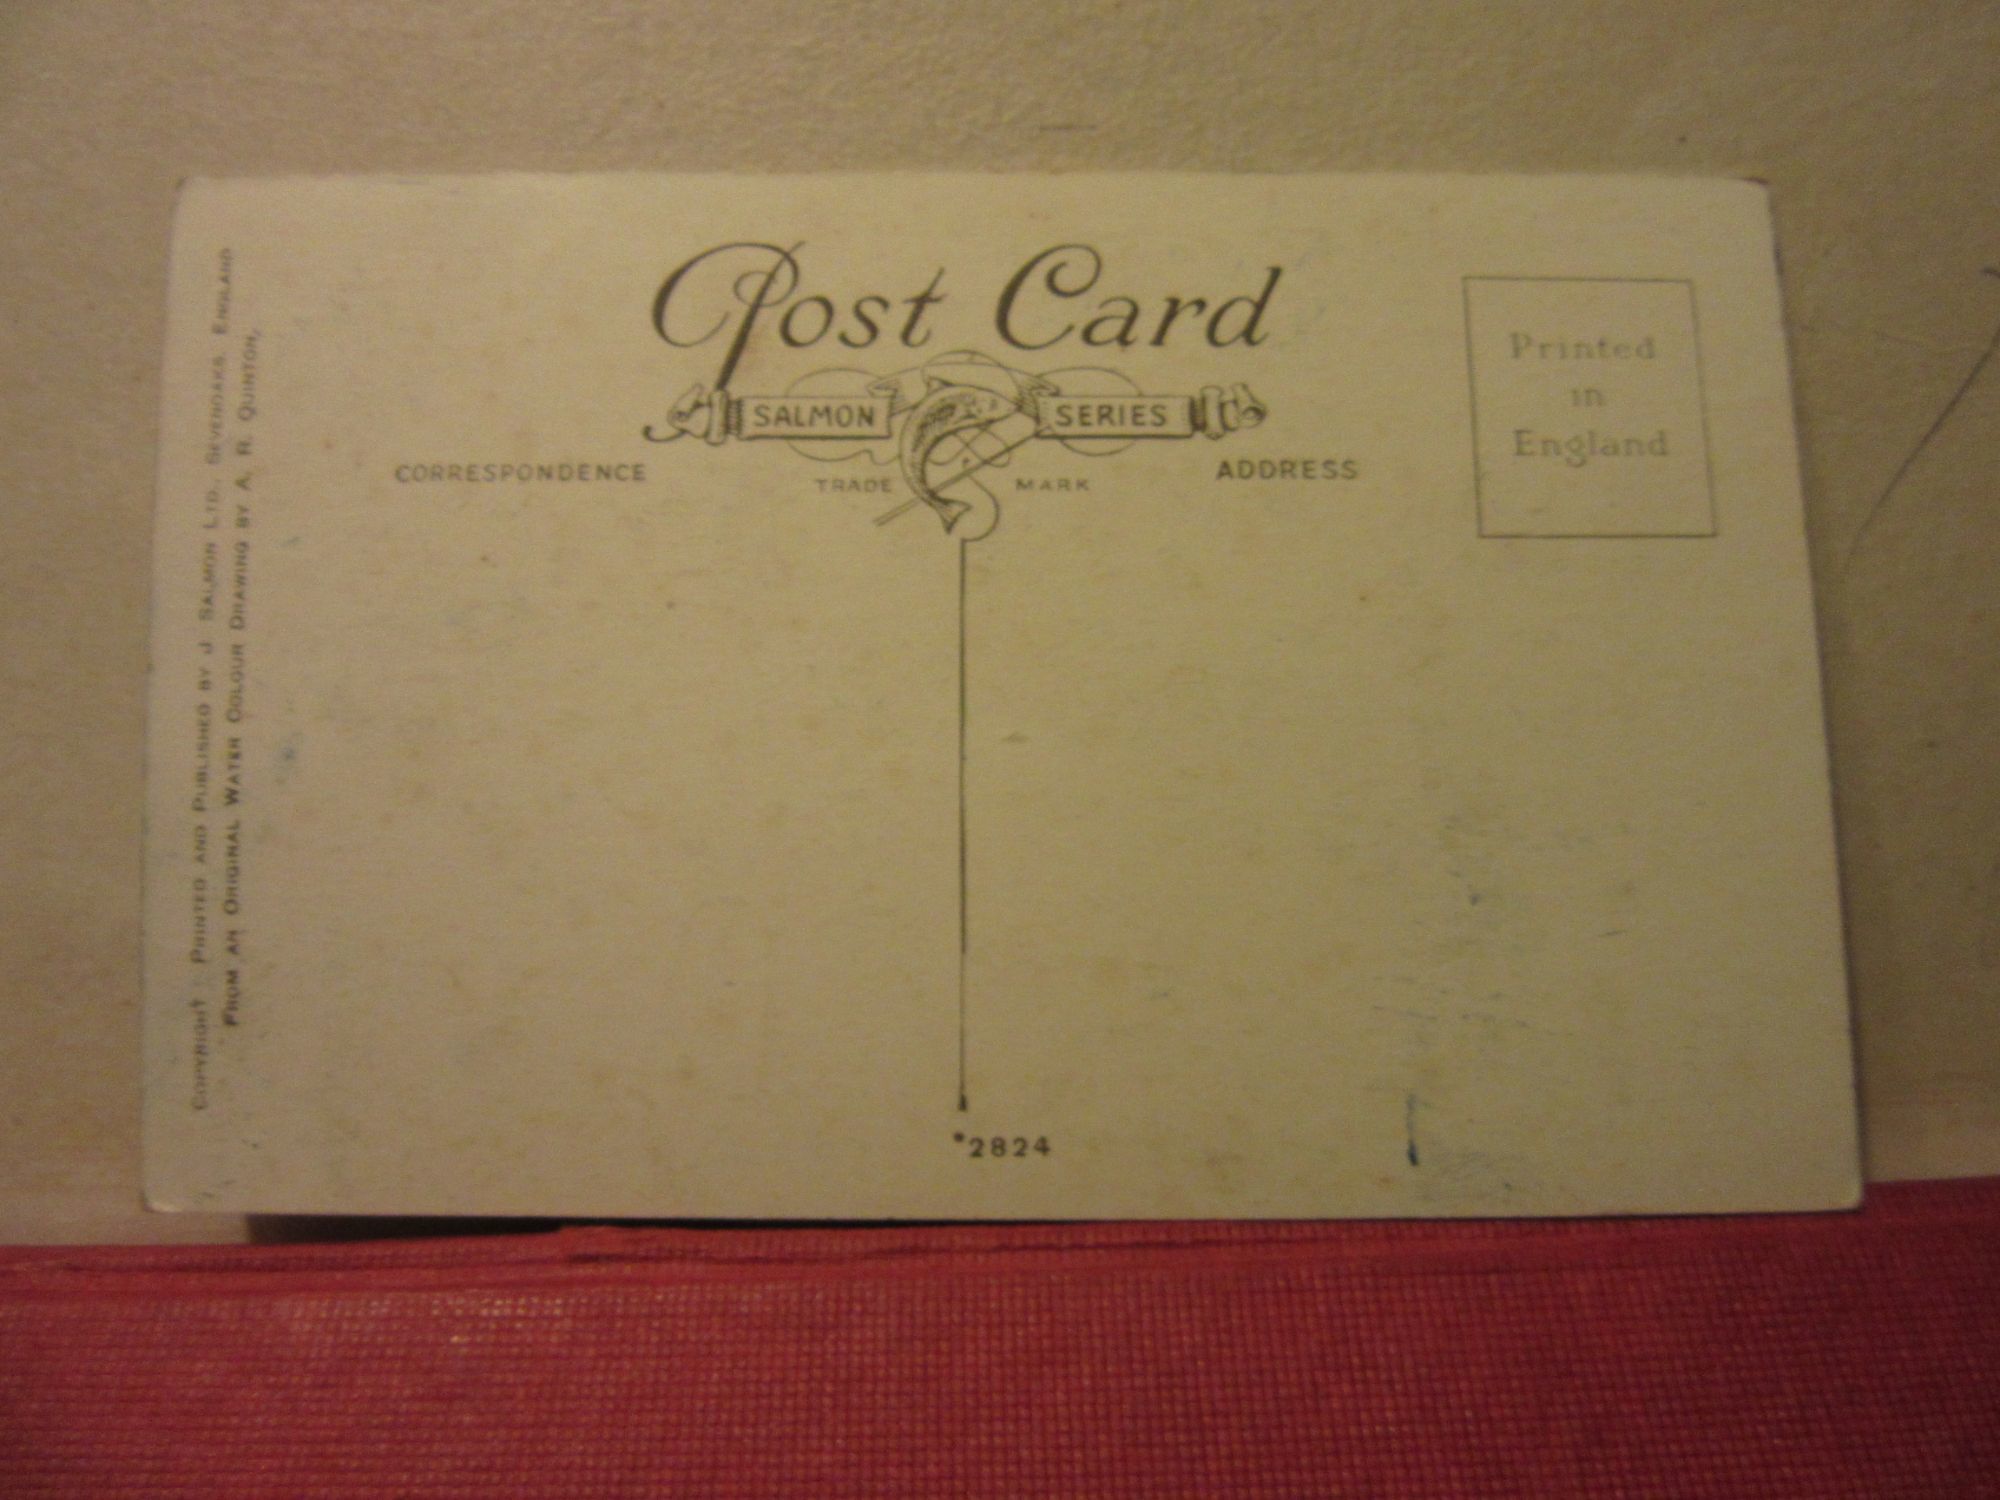 Post Card
SALMON SERIES
TRADE MARK
CORRESPONDENCE
ADDRESS
Printed
in
England
COPYRIGHT : PRINTED AND PUBLISHED BY J. SALMON LTD., SEVENOAKS, ENGLAND
FROM AN ORIGINAL WATER COLOUR DRAWING BY A. R. QUINTON,
*2824